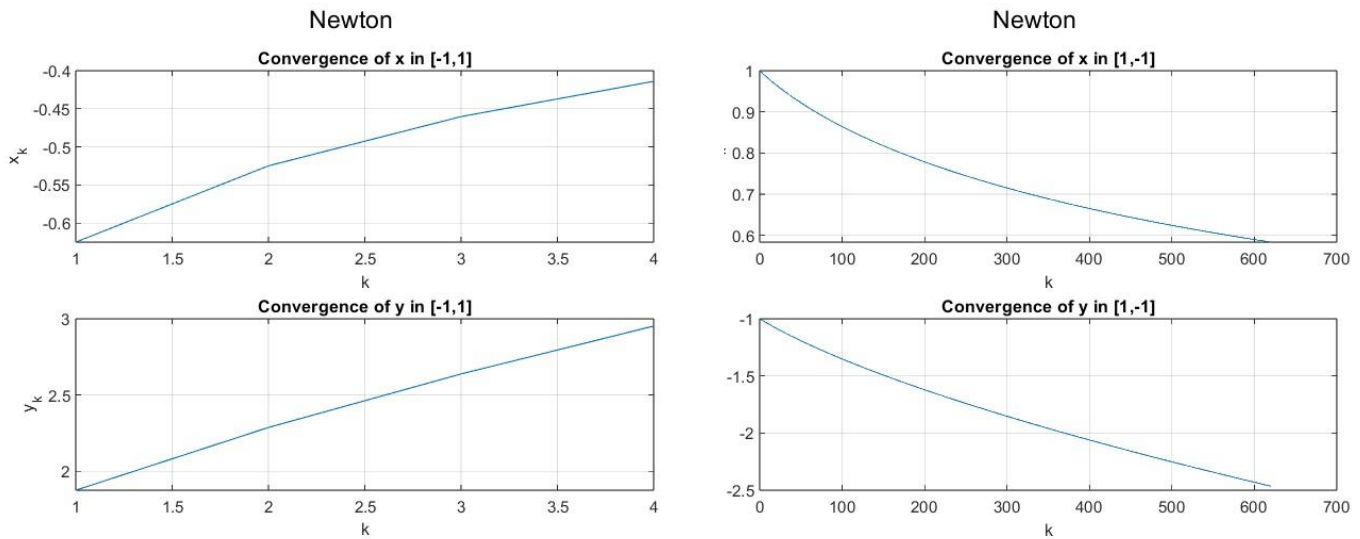 Newton
Convergence of x in [-1,1]
-0.4
-0.45
-0.5
-0.55
-0.6
x_k
1 1.5 2 2.5 3 3.5 4
k
Convergence of y in [-1,1]
3
2.5
2
y_k
1 1.5 2 2.5 3 3.5 4
k
Newton
Convergence of x in [1,-1]
1
0.9
0.8
0.7
0.6
0 100 200 300 400 500 600 700
k
Convergence of y in [1,-1]
-1
-1.5
-2
-2.5
0 100 200 300 400 500 600 700
k